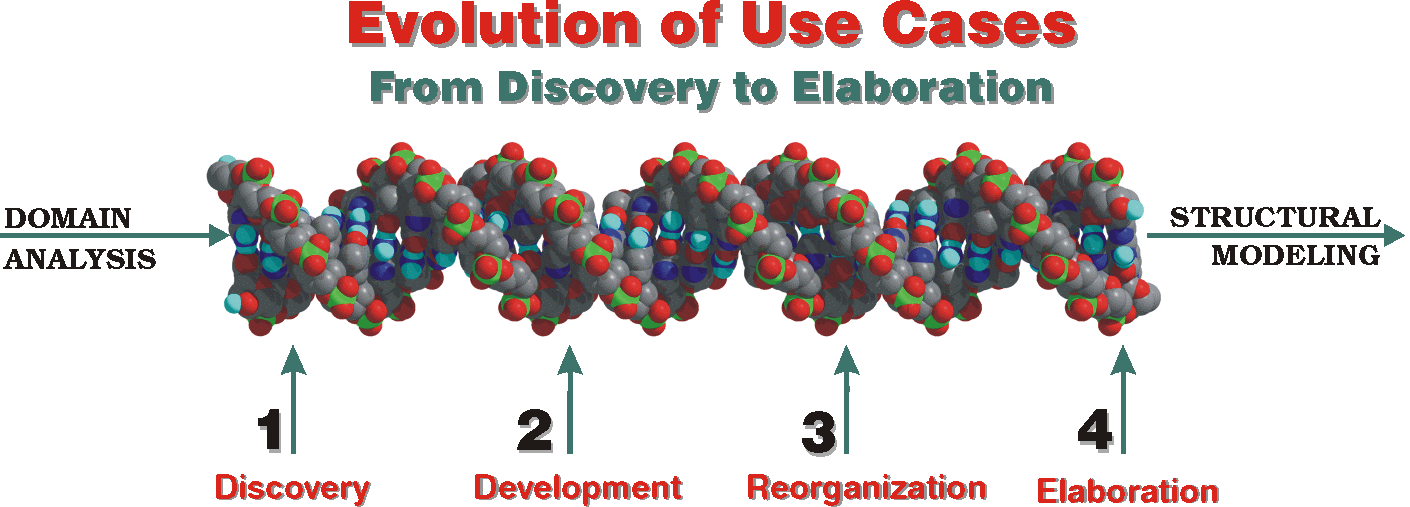 Evolution of Use Cases
From Discovery to Elaboration
DOMAIN
ANALYSIS
STRUCTURAL
MODELING
1
Discovery
2
Development
3
Reorganization
4
Elaboration